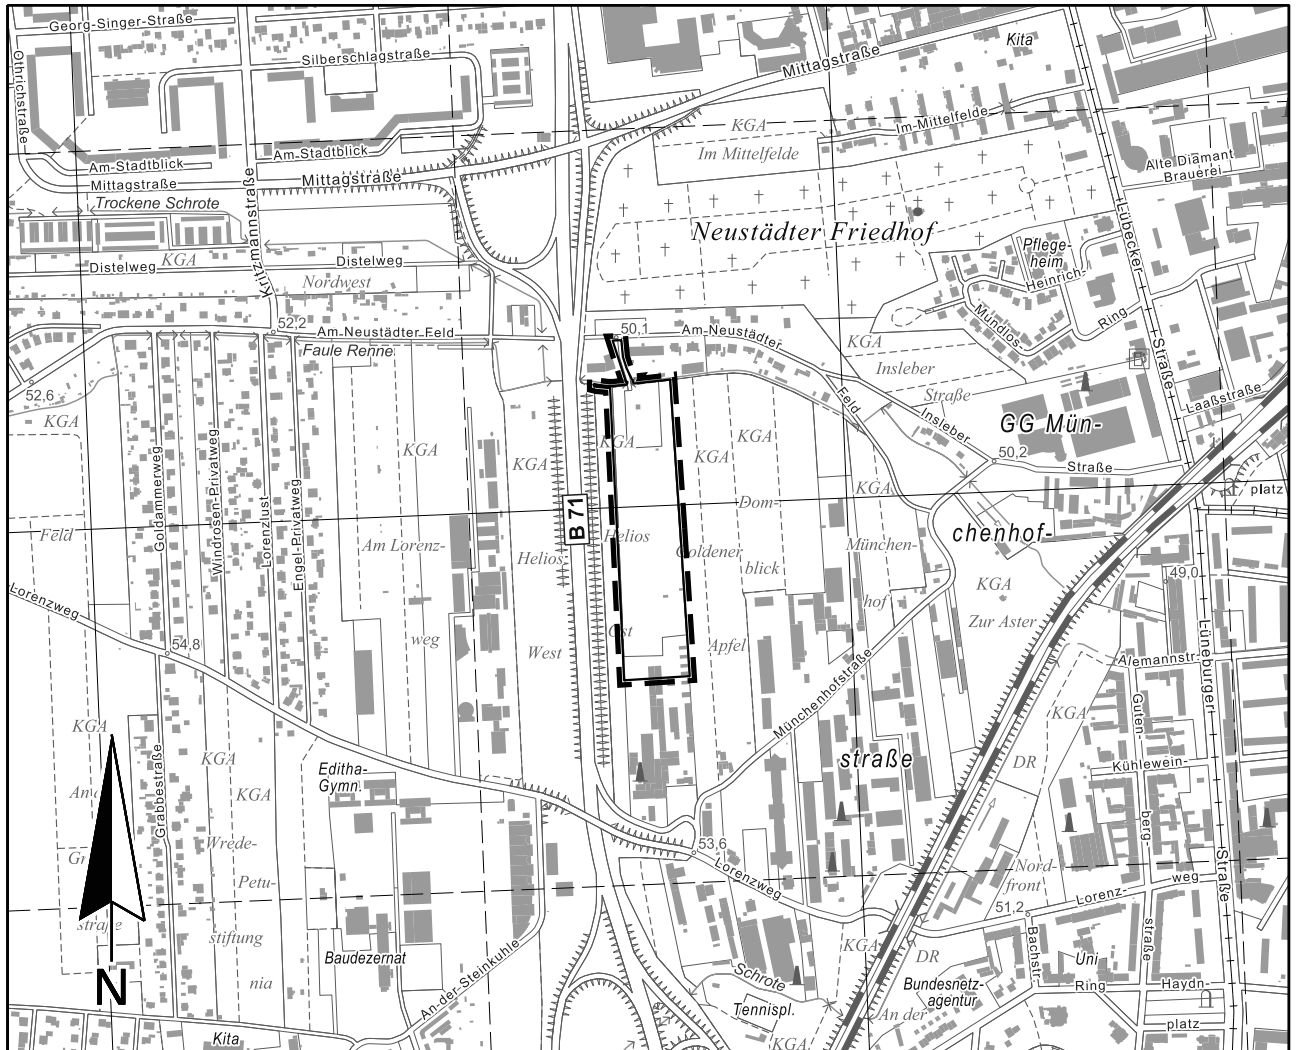 Georg-Singer-Straße
Silberschlagstraße
Othrichstraße
Mittagstraße
Kita
KGA
Im Mittelfelde
Im-Mittelfelde
Am-Stadtblick
Am-Stadtblick
Mittagstraße
Mittagstraße
Trockene Schrote
Kritzmannstraße
Alte Diamant
Brauerei
Lübecker
Straße
Neustädter Friedhof
Pflege-
heim
Heinrich-
Mundlos
Ring
Distelweg
KGA
Distelweg
Nordwest
52,2
Am Neustädter Feld
Faule Renne
50,1
Am-Neustädter
Feld
KGA
Insleber
Straße
Insleber
Straße
Laaßstraße
52,6
KGA
Feld
Goldammerweg
Windrosen-Privatweg
Lorenzlust
Engel-Privatweg
KGA
Am Lorenz-
weg
KGA
Helios
West
B 71
KGA
Helios
Ost
KGA
Goldener
Apfel
KGA
Dom-
blick
KGA
München-
hof
GG Mün-
chenhof-
straße
50,2
platz
KGA
Zur Aster
49,0
Lüneburger
Straße
Alemannstr.
Lorenzweg
54,8
Münchenhofstraße
KGA
KGA
An d
Gr
straße
Grabbestraße
KGA
Wrede-
stiftung
KGA
Petu-
nia
Editha-
Gymn.
KGA
DR
Guten-
berg-
straße
Kühlewein-
53,6
Lorenzweg
Nord-
front
51,2
Lorenz-
weg
Bachstr.
Baudezernat
An-der-Steinkuhle
Schrote
Tennispl.
KGA
DR
Bundesnetz-
agentur
An der
Uni
Ring
Haydn-
platz
KGA
Kita
N